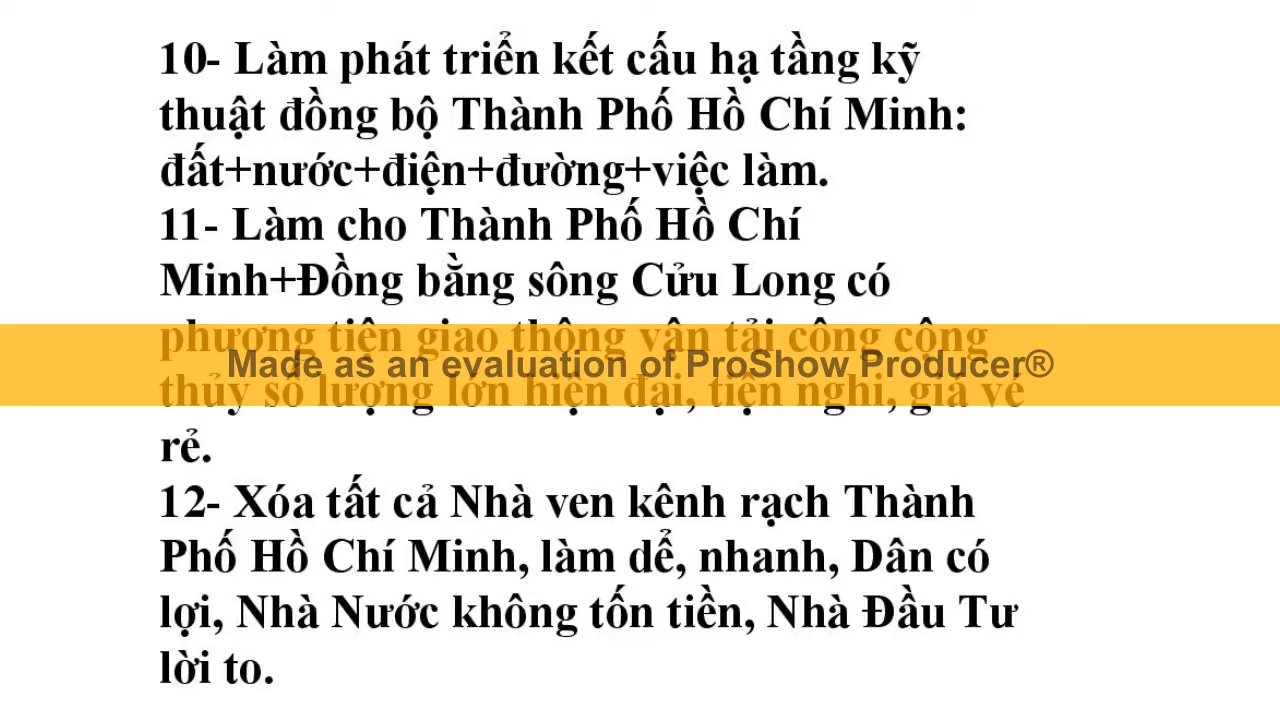 10- Làm phát triển kết cấu hạ tầng kỹ
thuật đồng bộ Thành Phố Hồ Chí Minh:
đất+nước+điện+đường+việc làm.
11- Làm cho Thành Phố Hồ Chí
Minh+Đồng bằng sông Cửu Long có
phương tiện giao thông vận tải công cộng
Made as an evaluation of ProShow Producer®
thủy số lượng lớn hiện đại, tiện nghi, giá vé
rẻ.
12- Xóa tất cả Nhà ven kênh rạch Thành
Phố Hồ Chí Minh, làm dể, nhanh, Dân có
lợi, Nhà Nước không tốn tiền, Nhà Đầu Tư
lời to.